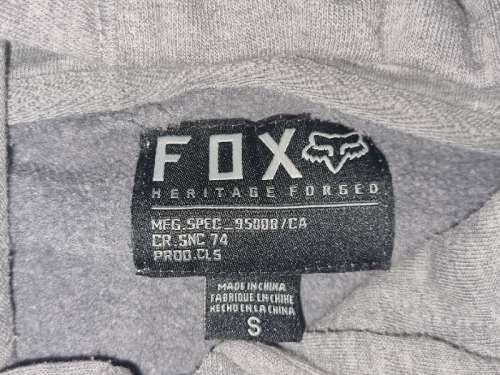 FOX
HERITAGE FORGED
MFG.SPEC_95008/CA
CR.SNC 74
PROD.CLS
MADE IN CHINA
FABRIQUE EN CHINE
HECHO EN LA CHINA
S